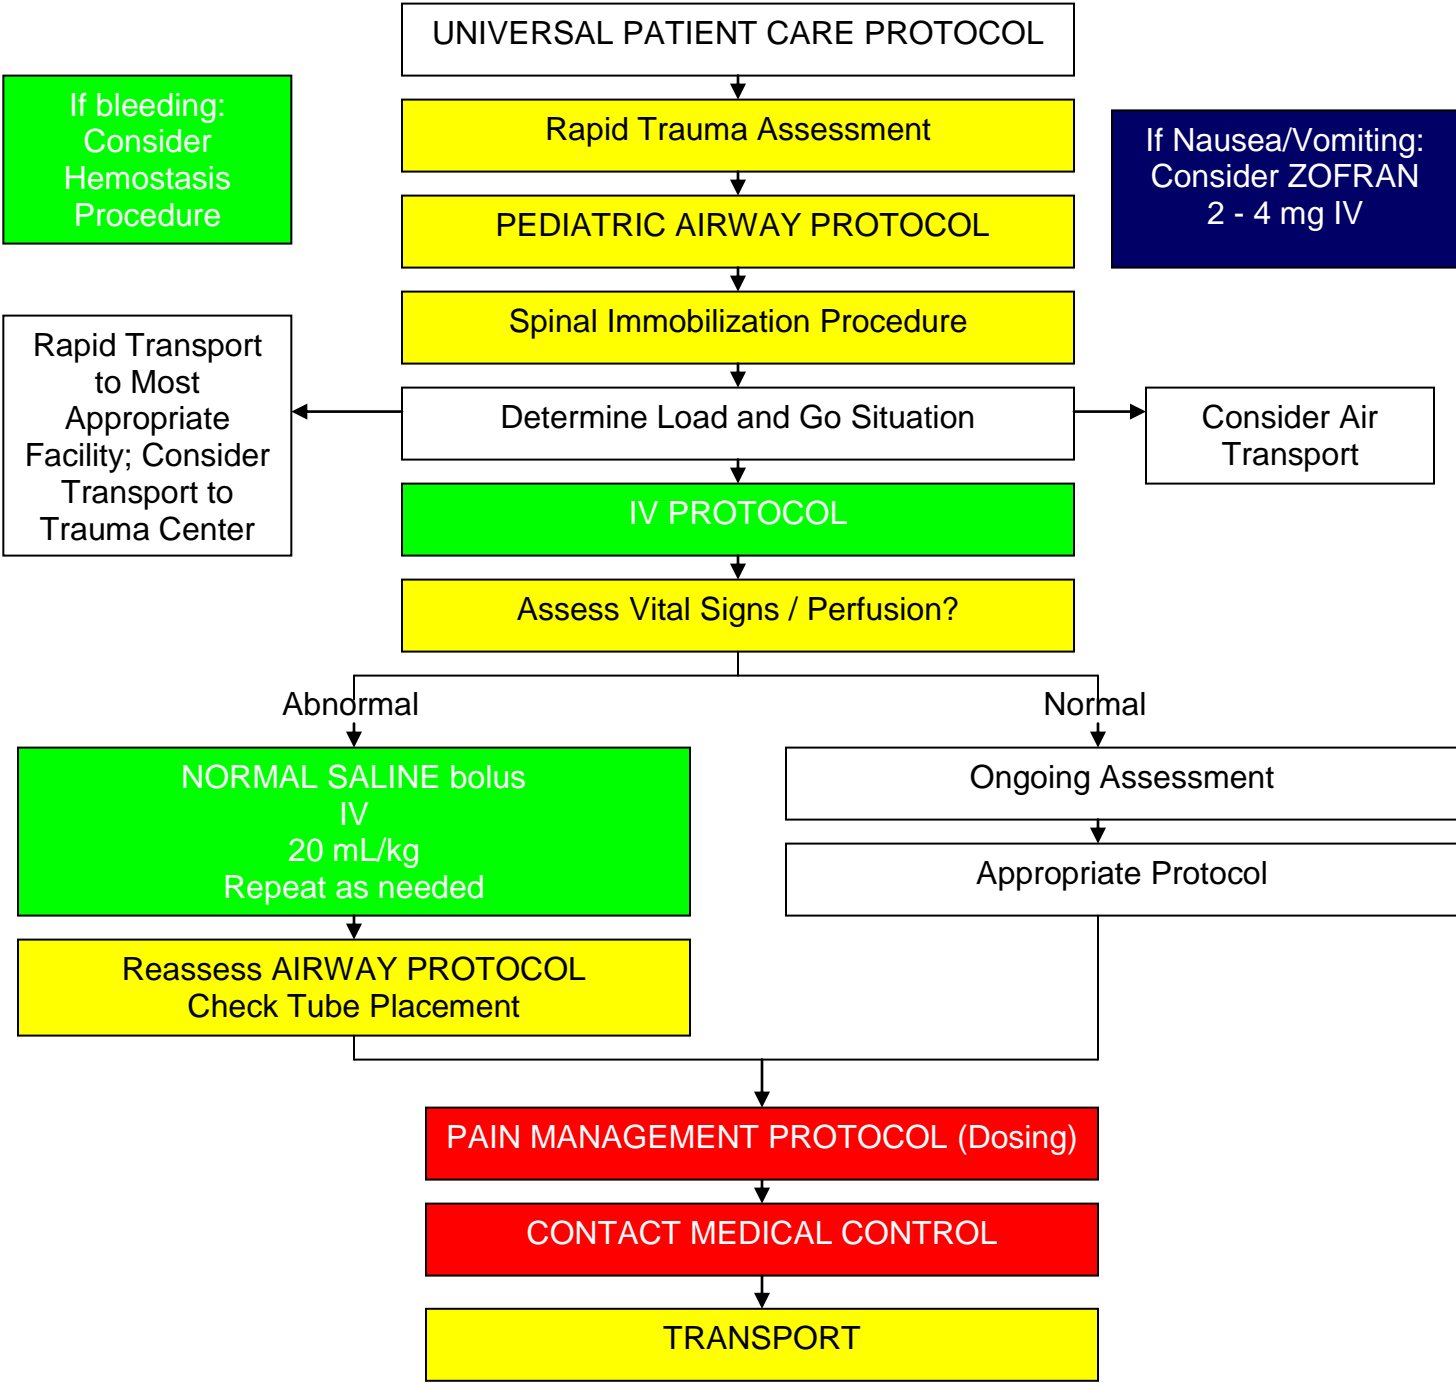 UNIVERSAL PATIENT CARE PROTOCOL
If bleeding:
Consider
Hemostasis
Procedure
Rapid Trauma Assessment
If Nausea/Vomiting:
Consider ZOFRAN
2 - 4 mg IV
PEDIATRIC AIRWAY PROTOCOL
Spinal Immobilization Procedure
Rapid Transport
to Most
Appropriate
Facility; Consider
Transport to
Trauma Center
Determine Load and Go Situation
Consider Air
Transport
IV PROTOCOL
Assess Vital Signs / Perfusion?
Abnormal
Normal
NORMAL SALINE bolus
IV
20 mL/kg
Repeat as needed
Ongoing Assessment
Appropriate Protocol
Reassess AIRWAY PROTOCOL
Check Tube Placement
PAIN MANAGEMENT PROTOCOL (Dosing)
CONTACT MEDICAL CONTROL
TRANSPORT